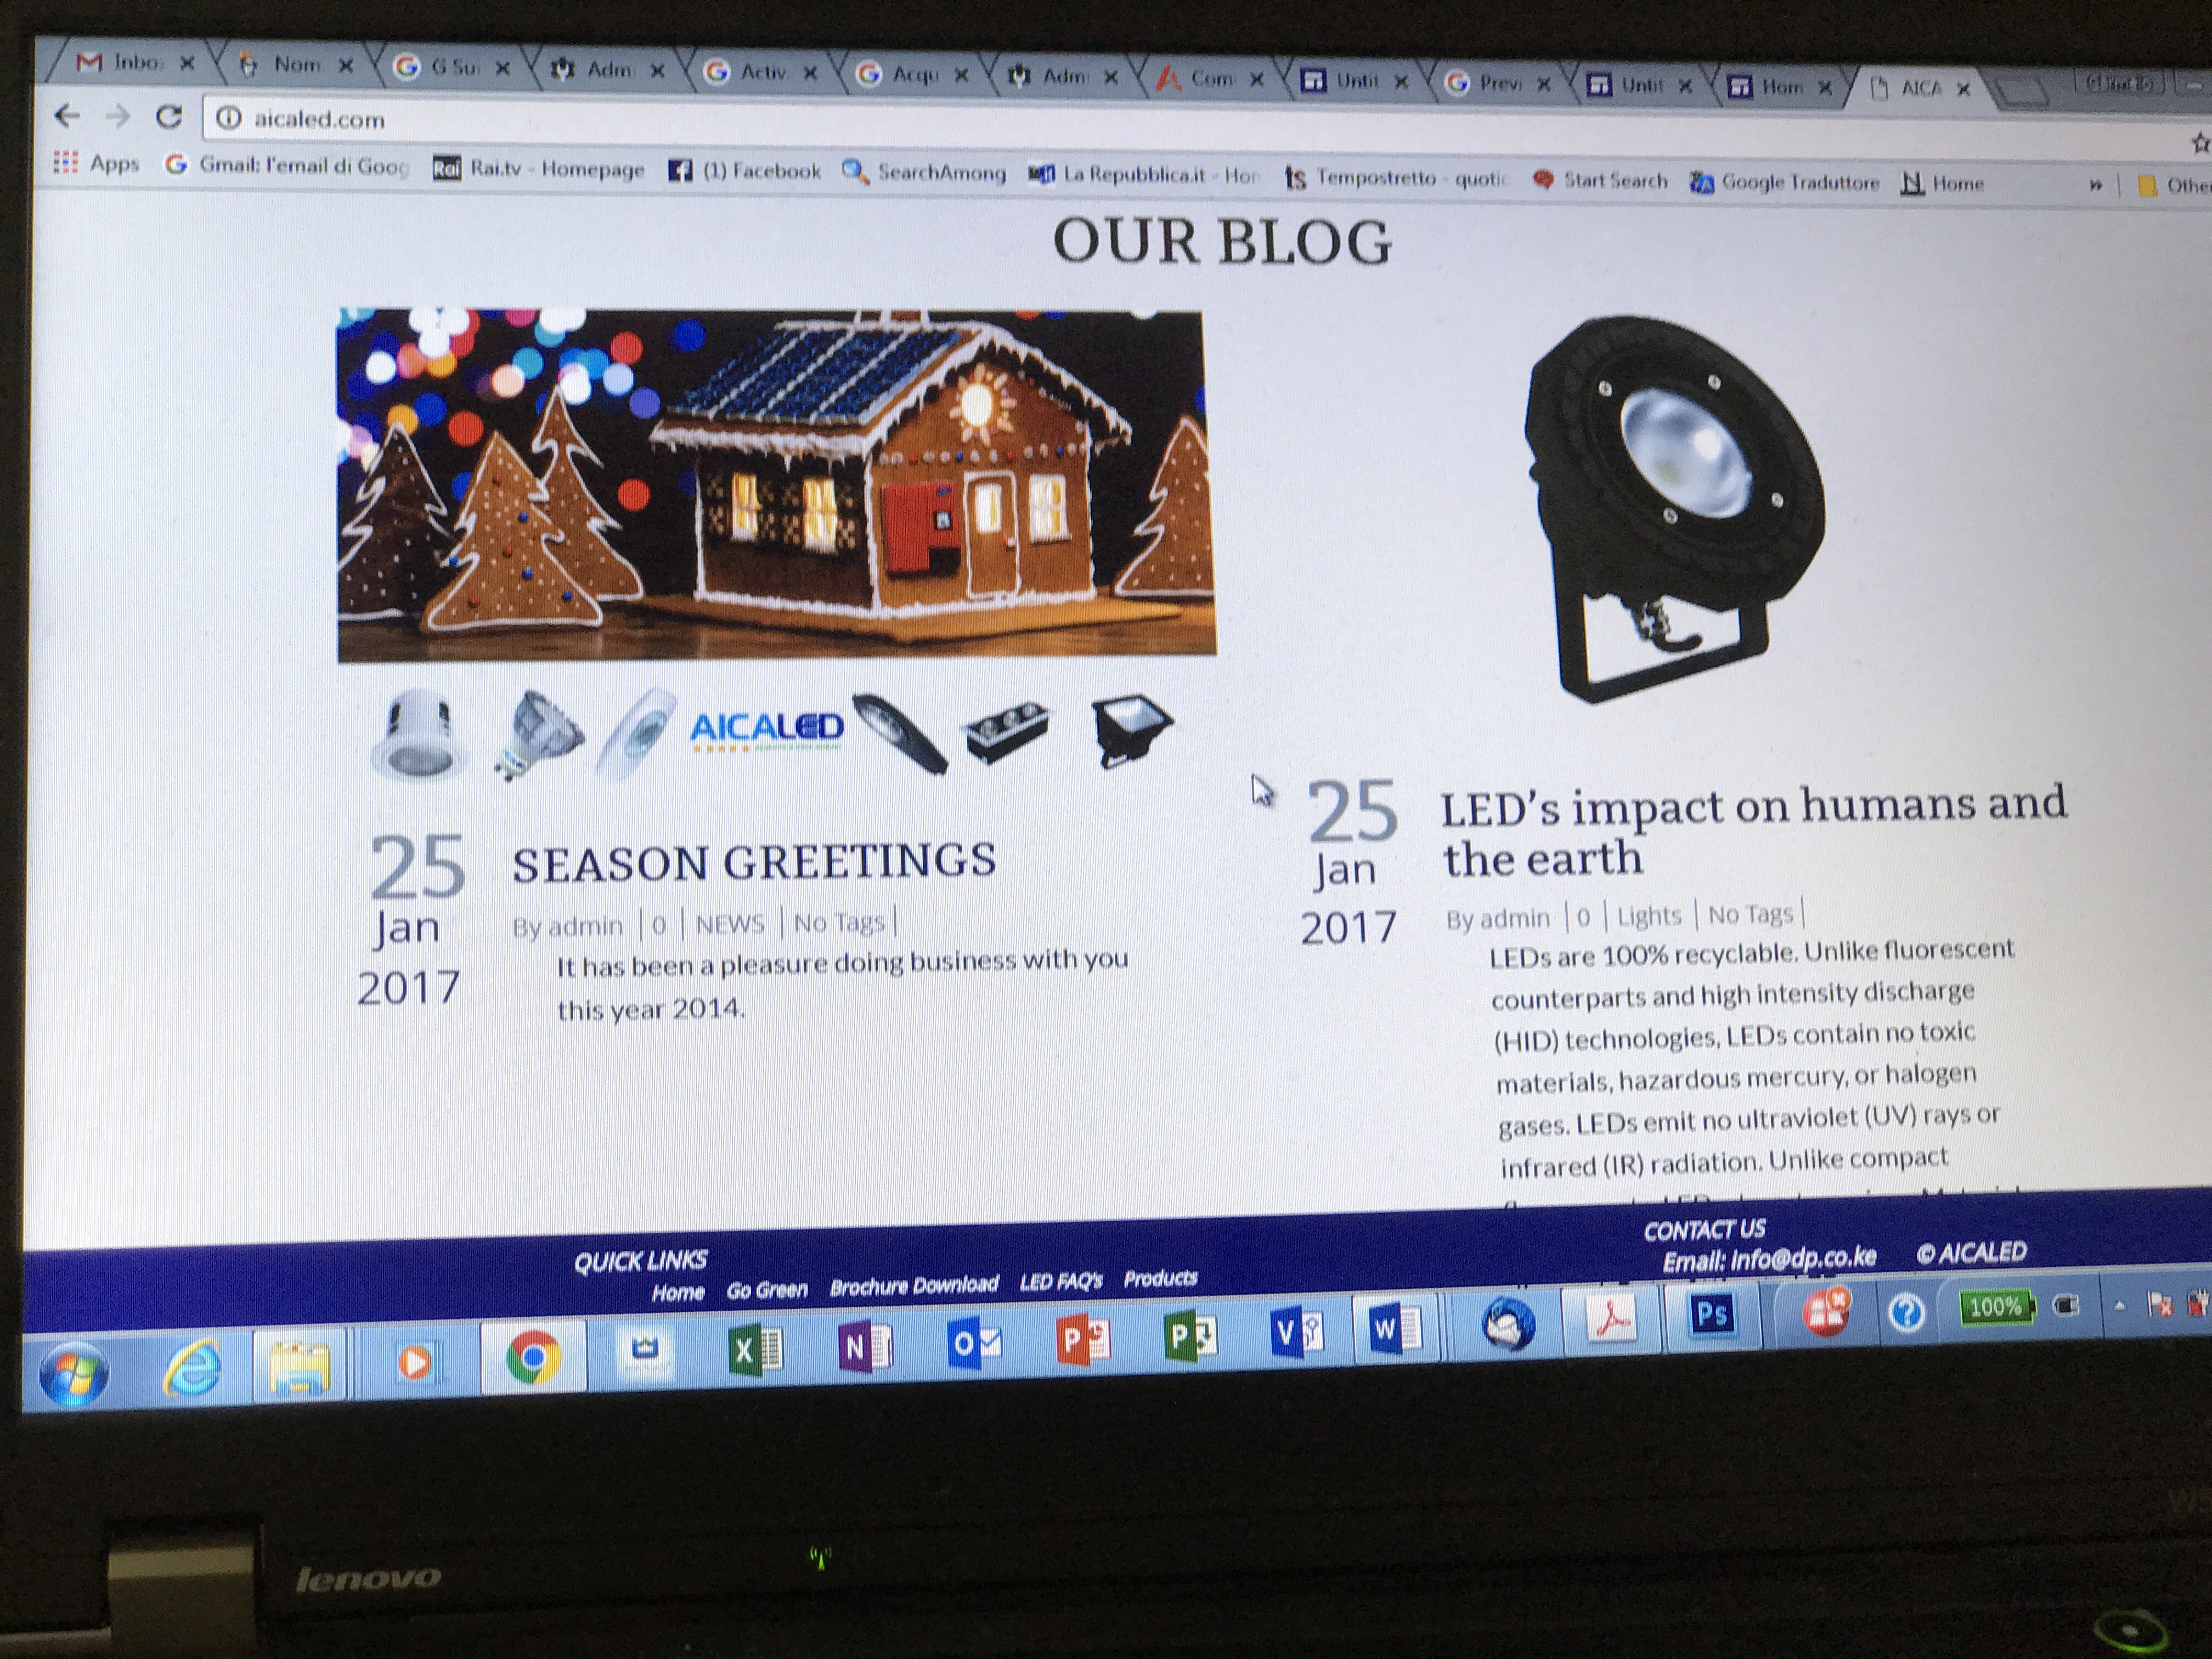 Inbo
Nom
G Sui
Adm
Activ
Acqu
Adm
Com
Untit
Previ
Untit
Hom
AICA
aicaled.com
Apps
Gmail: l'email di Goog
Rai Rai.tv - Homepage
(1) Facebook
SearchAmong
La Repubblica.it - Hor
ts Tempostretto - quotic
Start Search
Google Traduttore
Home
»
Other
OUR BLOG
AICALED
25
Jan
2017
SEASON GREETINGS
By admin | 0 | NEWS | No Tags |
It has been a pleasure doing business with you
this year 2014.
25
Jan
2017
LED's impact on humans and
the earth
By admin | 0 | Lights | No Tags |
LEDs are 100% recyclable. Unlike fluorescent
counterparts and high intensity discharge
(HID) technologies, LEDs contain no toxic
materials, hazardous mercury, or halogen
gases. LEDs emit no ultraviolet (UV) rays or
infrared (IR) radiation. Unlike compact
QUICK LINKS
Home Go Green Brochure Download LED FAQ's Products
CONTACT US
Email: info@dp.co.ke © AICALED
X
N
O
P
P
V
W
Ps
?
100%
lenovo